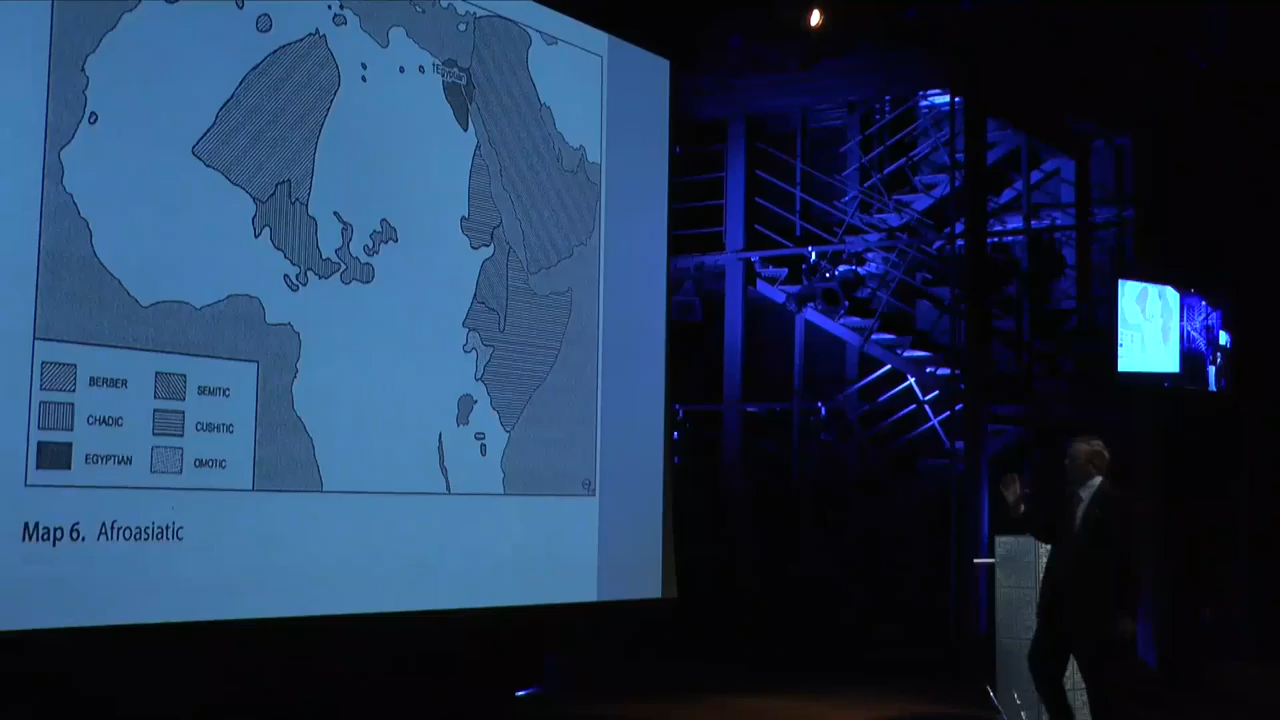 †Egyptian
BERBER
SEMITIC
CHADIC
CUSHITIC
EGYPTIAN
OMOTIC
Map 6. Afroasiatic